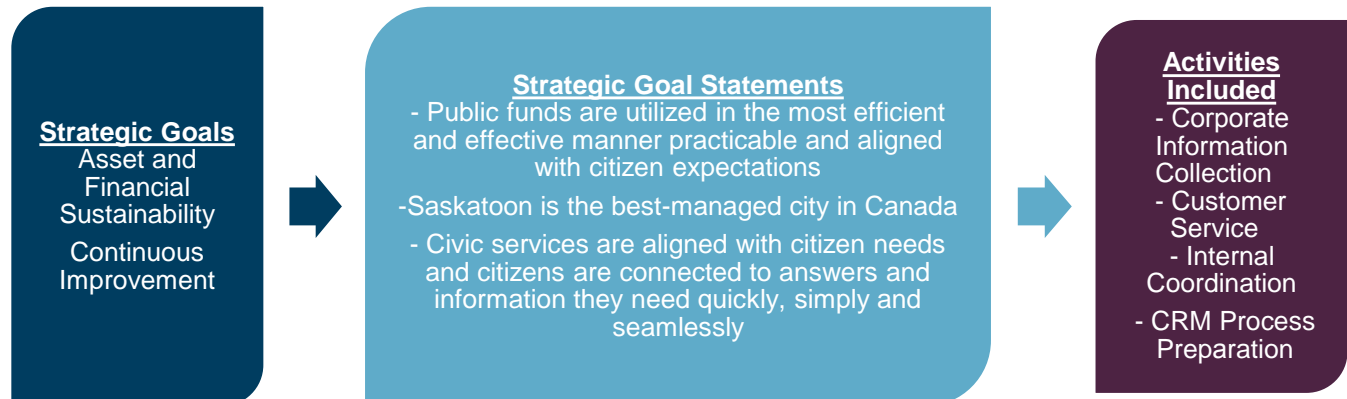 Strategic Goals
Asset and
Financial
Sustainability
Continuous
Improvement
Strategic Goal Statements
- Public funds are utilized in the most efficient
and effective manner practicable and aligned
with citizen expectations
-Saskatoon is the best-managed city in Canada
- Civic services are aligned with citizen needs
and citizens are connected to answers and
information they need quickly, simply and
seamlessly
Activities
Included
- Corporate
Information
Collection
- Customer
Service
- Internal
Coordination
- CRM Process
Preparation